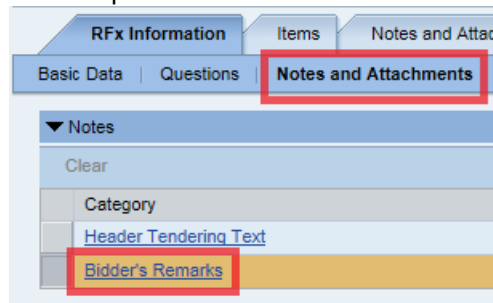 RFx Information Items Notes and Attac
Basic Data | Questions | Notes and Attachments
Notes
Clear
Category
Header Tendering Text
Bidder's Remarks